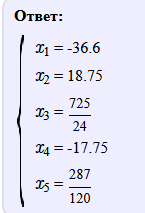 Ответ:
x₁ = -36.6
x₂ = 18.75
x₃ = 725/24
x₄ = -17.75
x₅ = 287/120